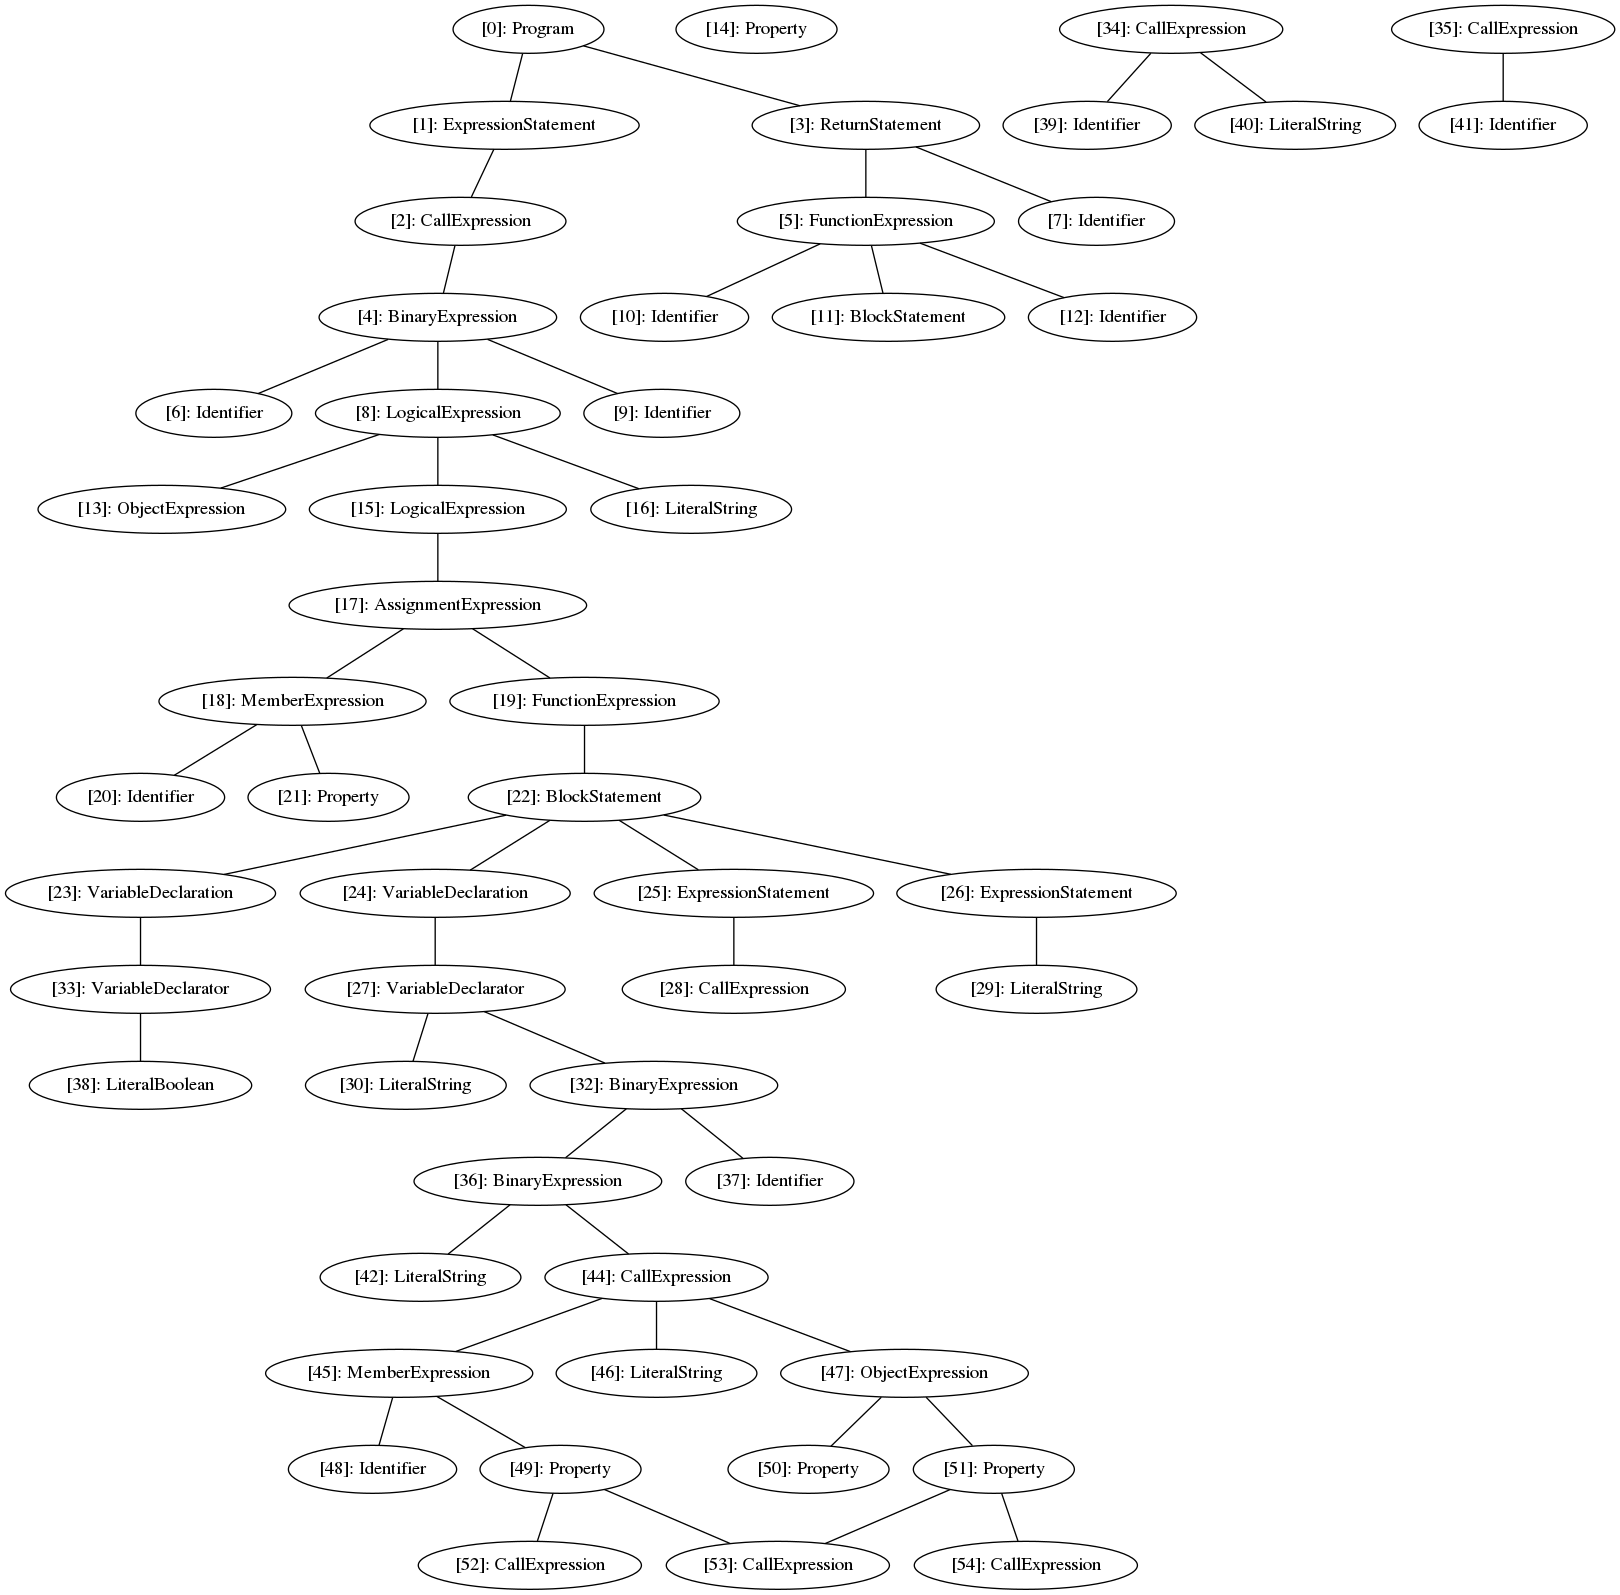 [0]: Program
[14]: Property
[34]: CallExpression
[35]: CallExpression
[1]: ExpressionStatement
[3]: ReturnStatement
[39]: Identifier
[40]: LiteralString
[41]: Identifier
[2]: CallExpression
[5]: FunctionExpression
[7]: Identifier
[4]: BinaryExpression
[10]: Identifier
[11]: BlockStatement
[12]: Identifier
[6]: Identifier
[8]: LogicalExpression
[9]: Identifier
[13]: ObjectExpression
[15]: LogicalExpression
[16]: LiteralString
[17]: AssignmentExpression
[18]: MemberExpression
[19]: FunctionExpression
[20]: Identifier
[21]: Property
[22]: BlockStatement
[23]: VariableDeclaration
[24]: VariableDeclaration
[25]: ExpressionStatement
[26]: ExpressionStatement
[33]: VariableDeclarator
[27]: VariableDeclarator
[28]: CallExpression
[29]: LiteralString
[38]: LiteralBoolean
[30]: LiteralString
[32]: BinaryExpression
[36]: BinaryExpression
[37]: Identifier
[42]: LiteralString
[44]: CallExpression
[45]: MemberExpression
[46]: LiteralString
[47]: ObjectExpression
[48]: Identifier
[49]: Property
[50]: Property
[51]: Property
[52]: CallExpression
[53]: CallExpression
[54]: CallExpression